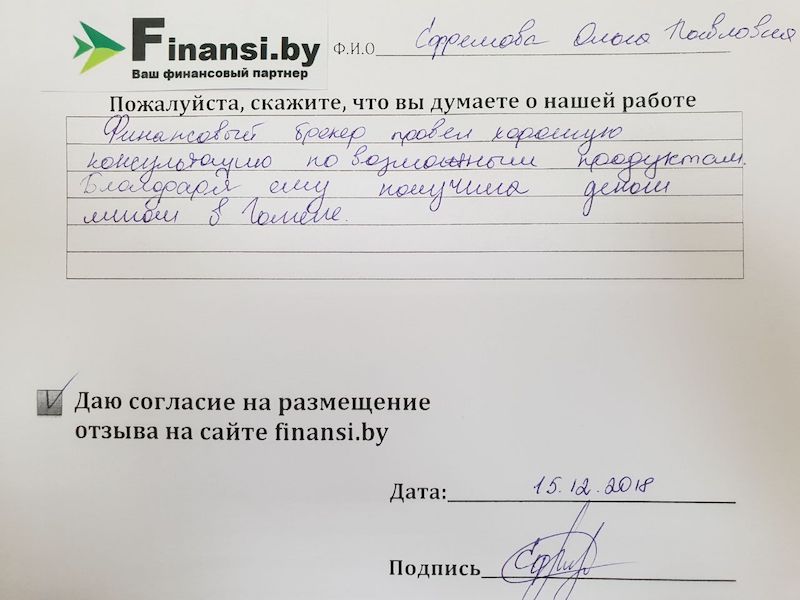 Finansi.by
Ваш финансовый партнер
Ф.И.О Ефремова Ольга Павловна
Пожалуйста, скажите, что вы думаете о нашей работе
Финансовый брокер провел хорошую
консультацию по возможным продуктам.
Благодаря ему получила деньги
в Гомеле.
Даю согласие на размещение
отзыва на сайте finansi.by
Дата: 15.12.2018
Подпись